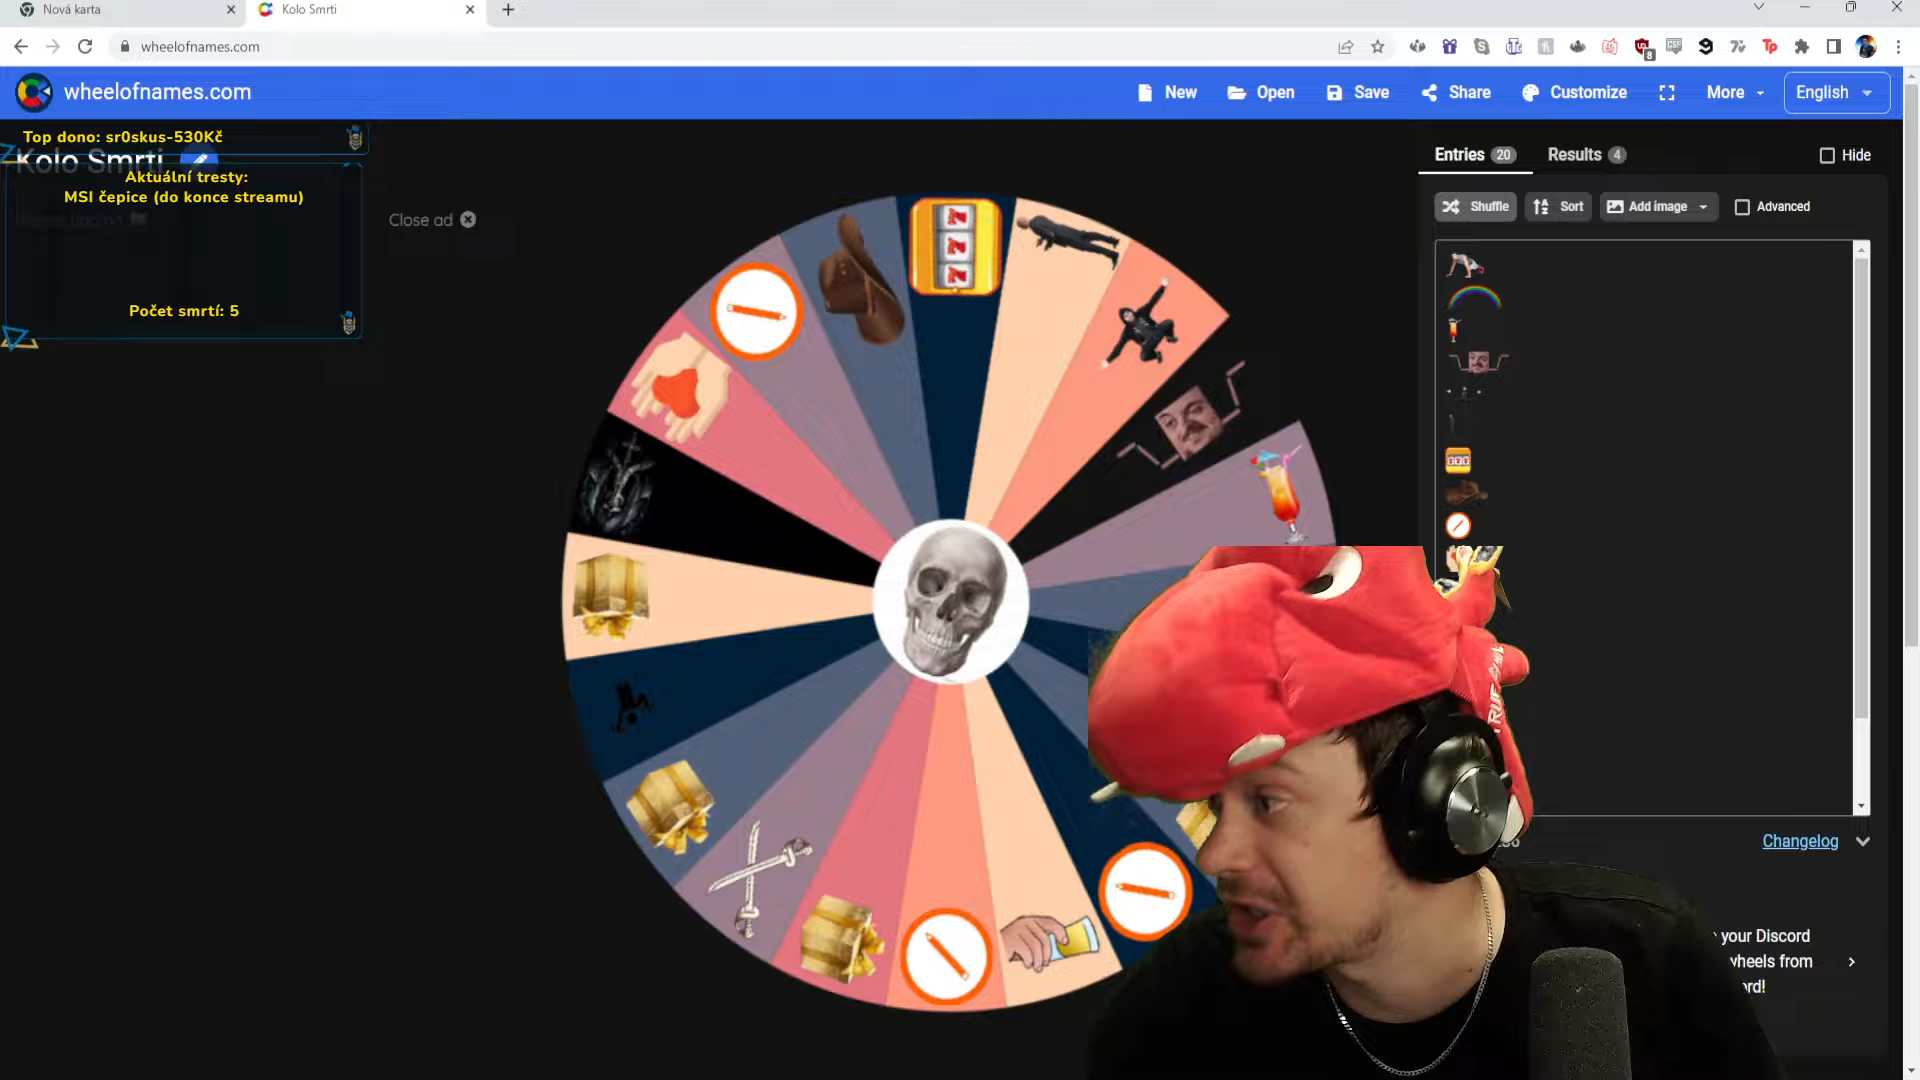 Nová karta
Kolo Smrti
wheelofnames.com
wheelofnames.com
New
Open
Save
Share
Customize
More
English
Top dono: sr0skus-530Kč
Kolo Smrti
Aktuální tresty:
MSI čepice (do konce streamu)
Počet smrtí: 5
Close ad
Entries 20
Results 4
Hide
Shuffle
Sort
Add image
Advanced
Changelog
your Discord
wheels from
ord!